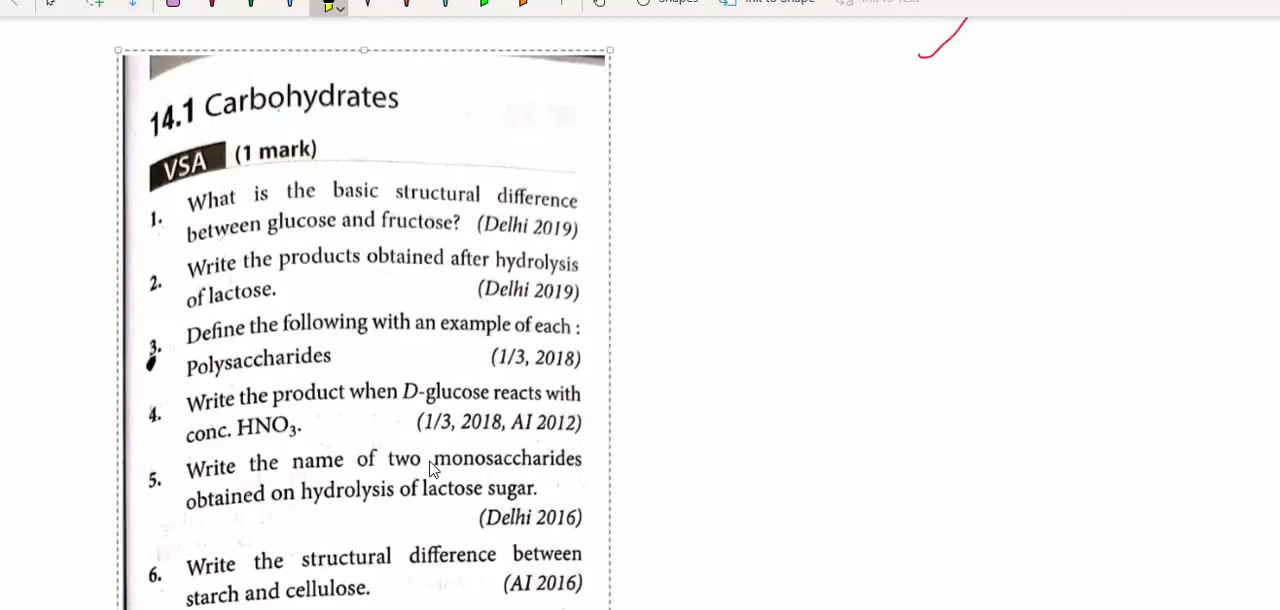 14.1 Carbohydrates
VSA (1 mark)
1. What is the basic structural difference
between glucose and fructose? (Delhi 2019)
2. Write the products obtained after hydrolysis
of lactose. (Delhi 2019)
3. Define the following with an example of each :
Polysaccharides (1/3, 2018)
4. Write the product when D-glucose reacts with
conc. HNO3. (1/3, 2018, AI 2012)
5. Write the name of two monosaccharides
obtained on hydrolysis of lactose sugar.
(Delhi 2016)
6. Write the structural difference between
starch and cellulose. (AI 2016)